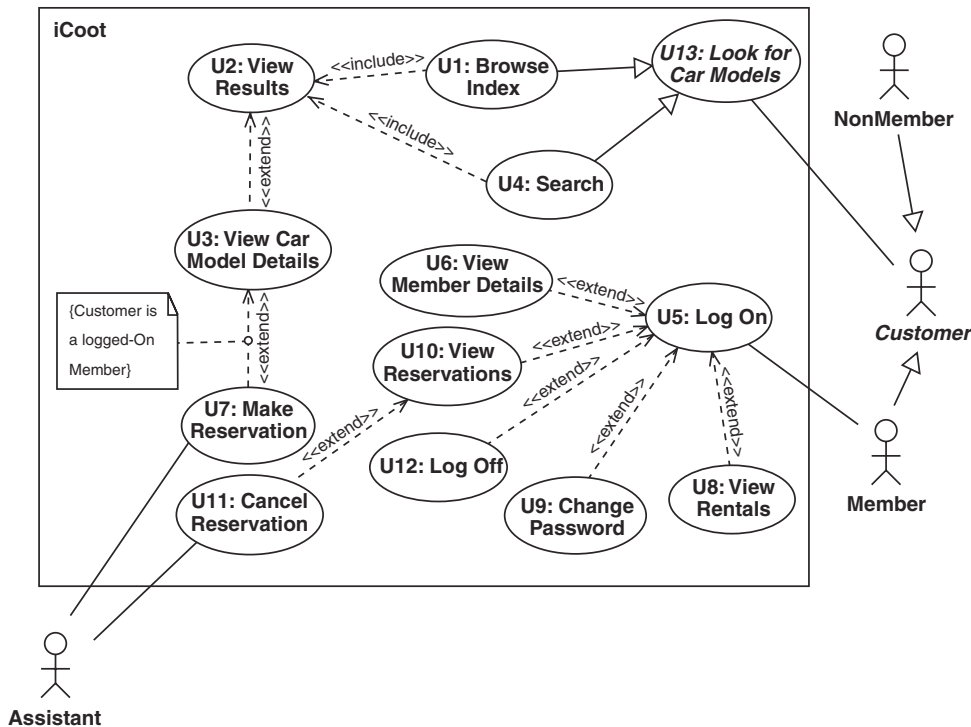 iCoot
U2: View
Results
<<include>>
U1: Browse
Index
U13: Look for
Car Models
NonMember
<<include>>
<<extend>>
U4: Search
U3: View Car
Model Details
U6: View
Member Details
<<extend>>
U5: Log On
Customer
{Customer is
a logged-On
Member}
<<extend>>
U10: View
Reservations
<<extend>>
<<extend>>
<<extend>>
<<extend>>
U7: Make
Reservation
<<extend>>
U12: Log Off
U11: Cancel
Reservation
U9: Change
Password
U8: View
Rentals
Member
Assistant